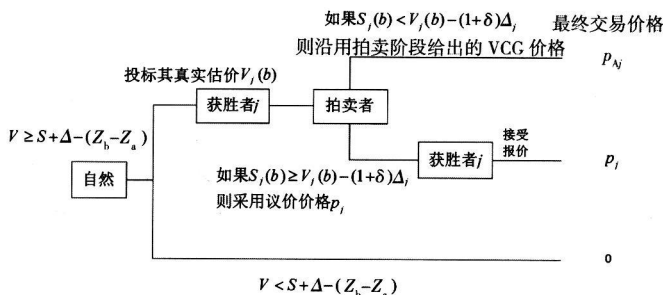 如果S_j(b)<V_j(b)-(1+δ)Δ_j 最终交易价格
则沿用拍卖阶段给出的 VCG 价格 p_Aj
投标其真实估价V_j(b)
获胜者j 拍卖者
V≥S+Δ-(Z_b-Z_a)
接受
报价
获胜者j p_j
自然 如果S_j(b)≥V_j(b)-(1+δ)Δ_j
则采用议价价格p_j
0
V<S+Δ-(Z_b-Z_a)